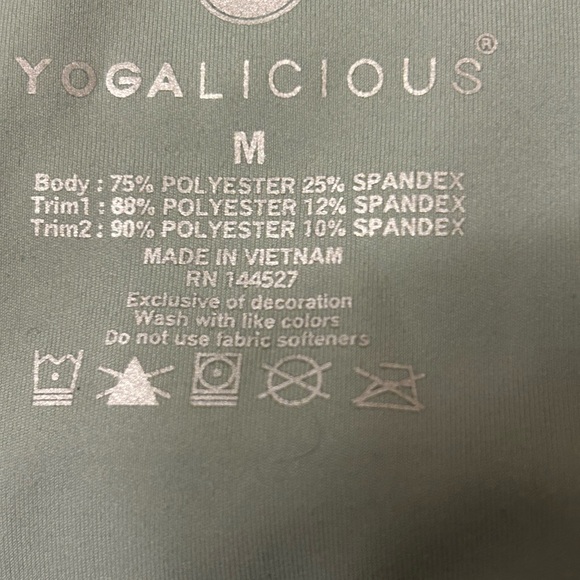 YOGALICIOUS®
M
Body : 75% POLYESTER 25% SPANDEX
Trim1 : 88% POLYESTER 12% SPANDEX
Trim2 : 90% POLYESTER 10% SPANDEX
MADE IN VIETNAM
RN 144527
Exclusive of decoration
Wash with like colors
Do not use fabric softeners